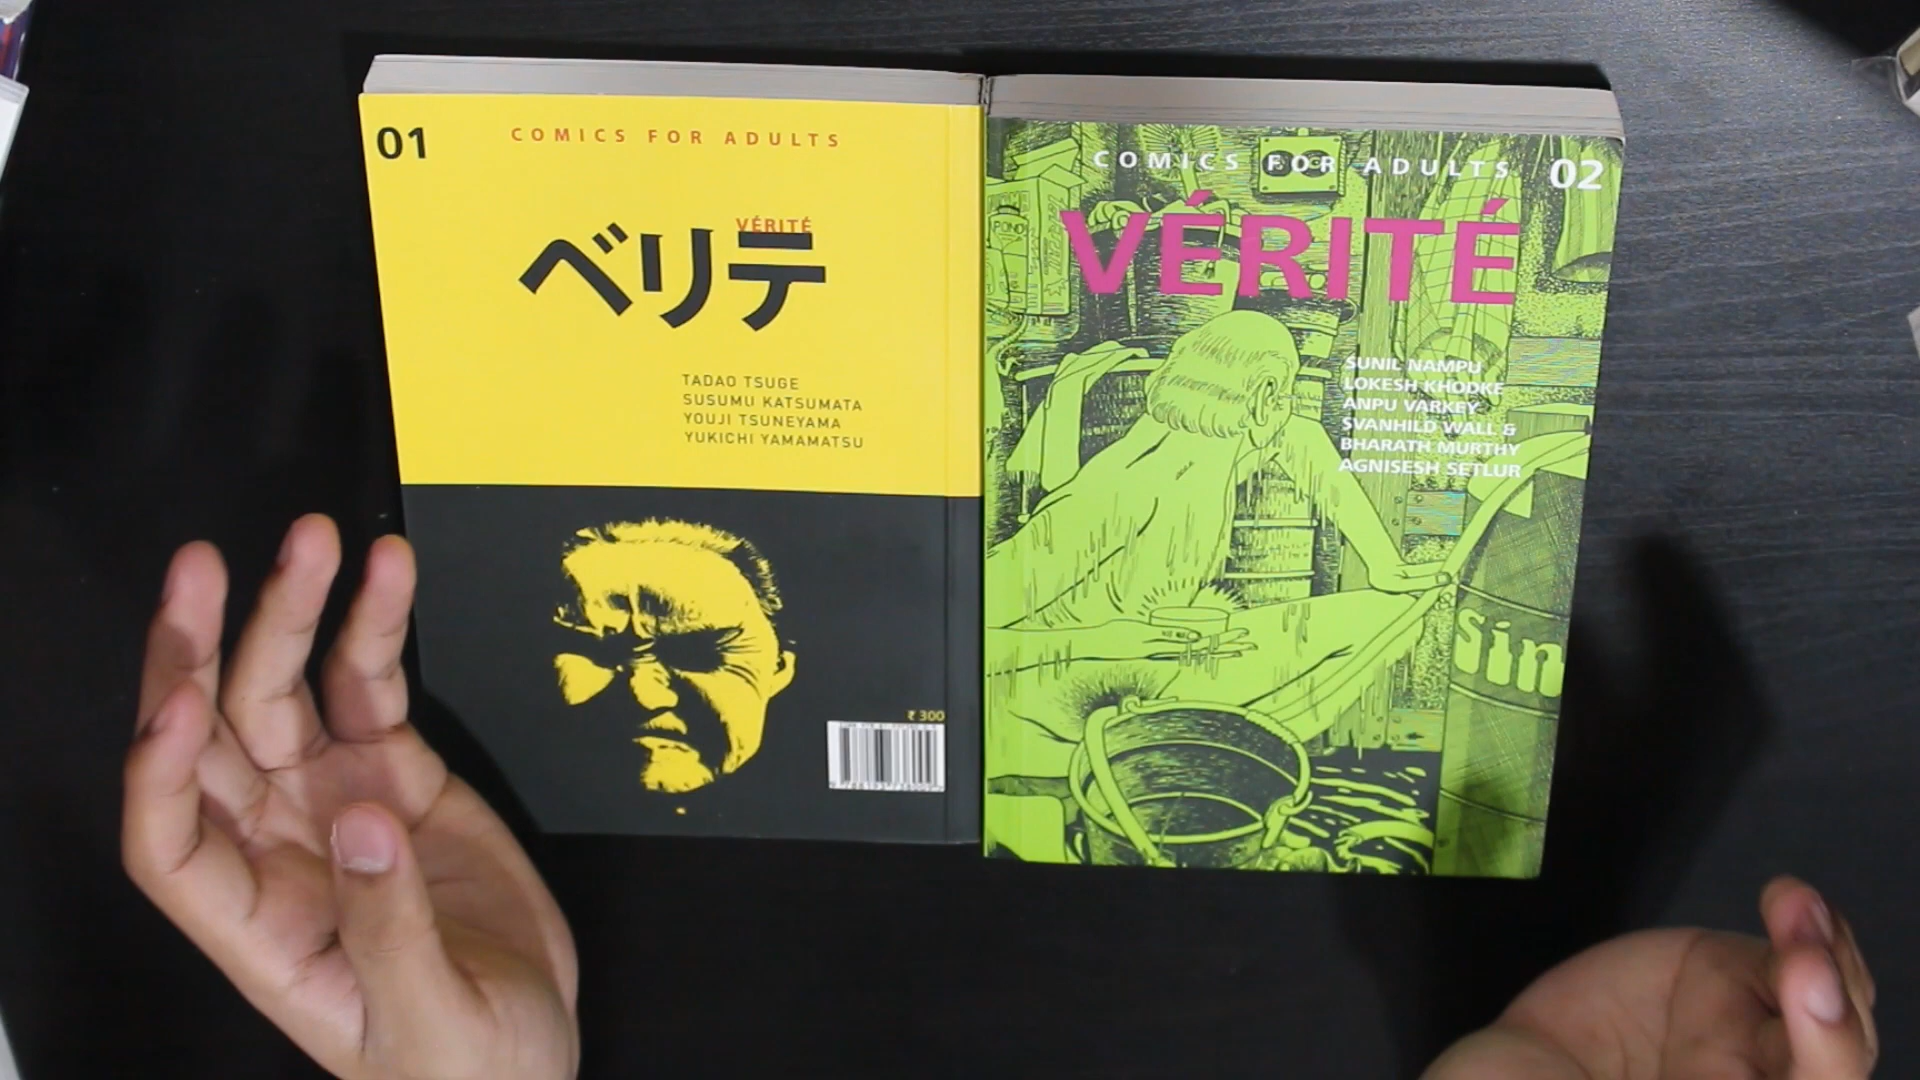 01
COMICS FOR ADULTS
VÉRITÉ
ベリテ
TADAO TSUGE
SUSUMU KATSUMATA
YOUJI TSUNEYAMA
YUKICHI YAMAMATSU
₹ 300
COMICS FOR ADULTS
02
VÉRITÉ
POND
SUNIL NAMPU
LOKESH KHODKE
ANPU VARKEY
SVANHILD WALL &
BHARATH MURTHY
AGNISESH SETLUR
Sin